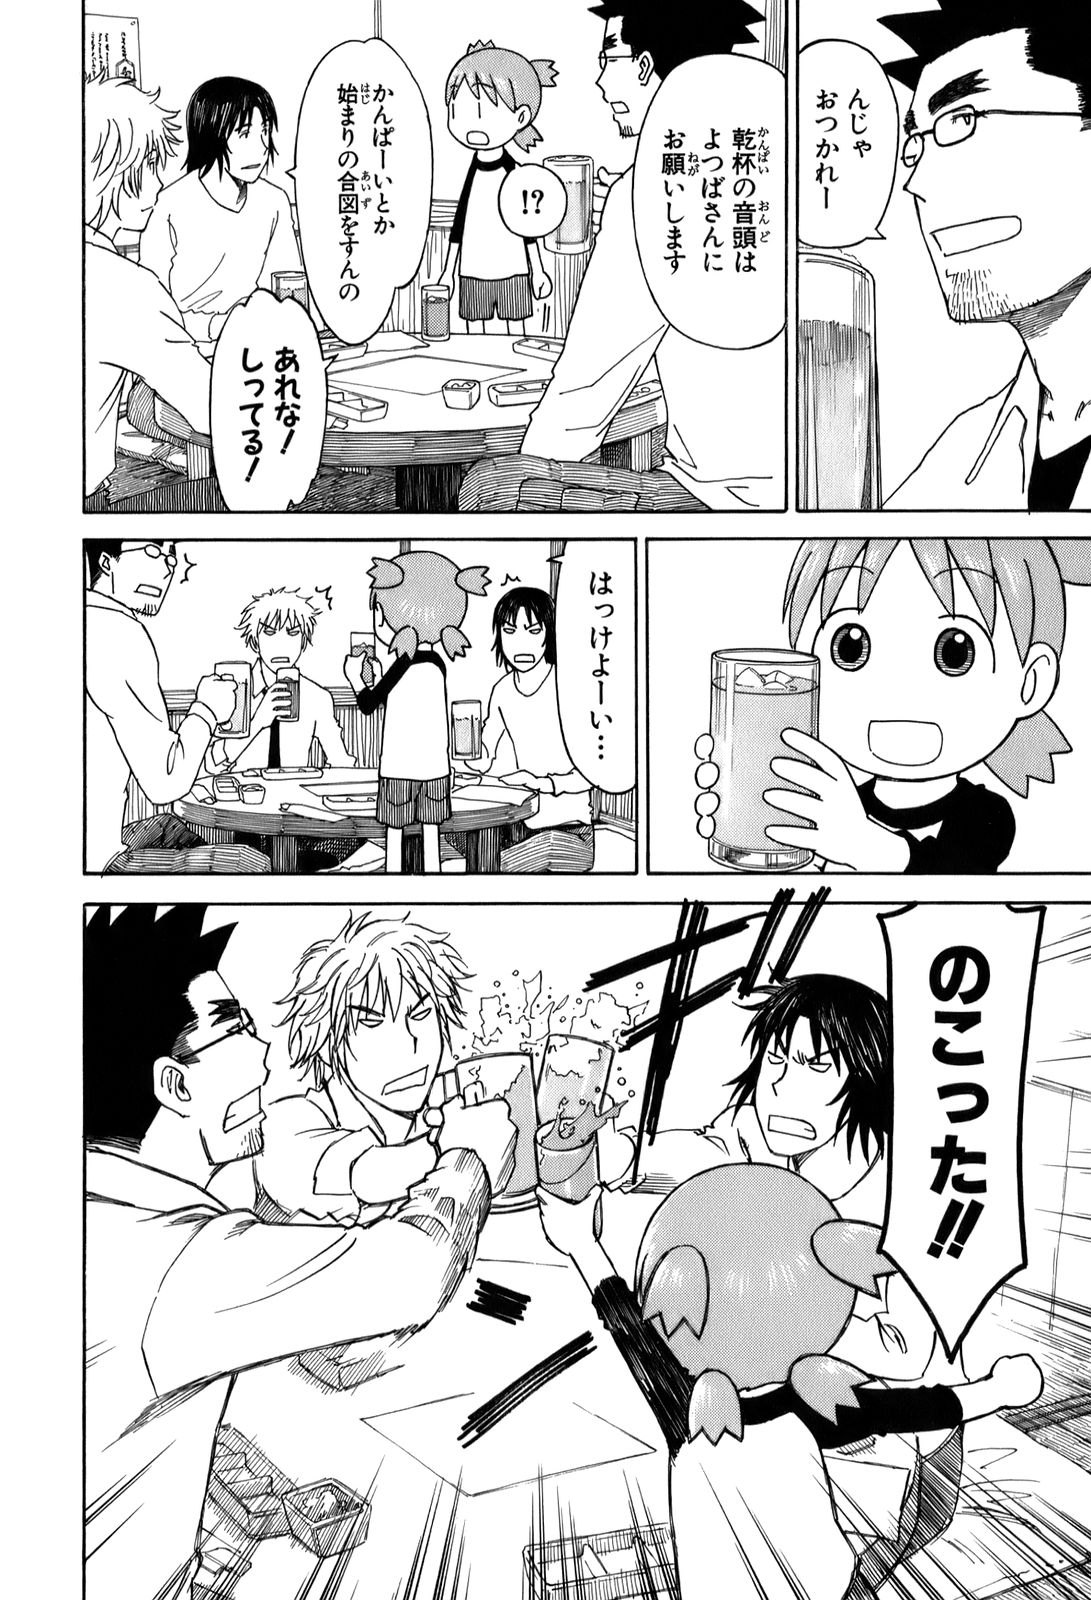 んじゃ
おつかれー
乾杯の音頭は
よつばさんに
お願いします
!?
かんぱーいとか
始まりの合図をすんの
あれな！
しってる！
はっけよーい…
のこった!!
ガッ!!